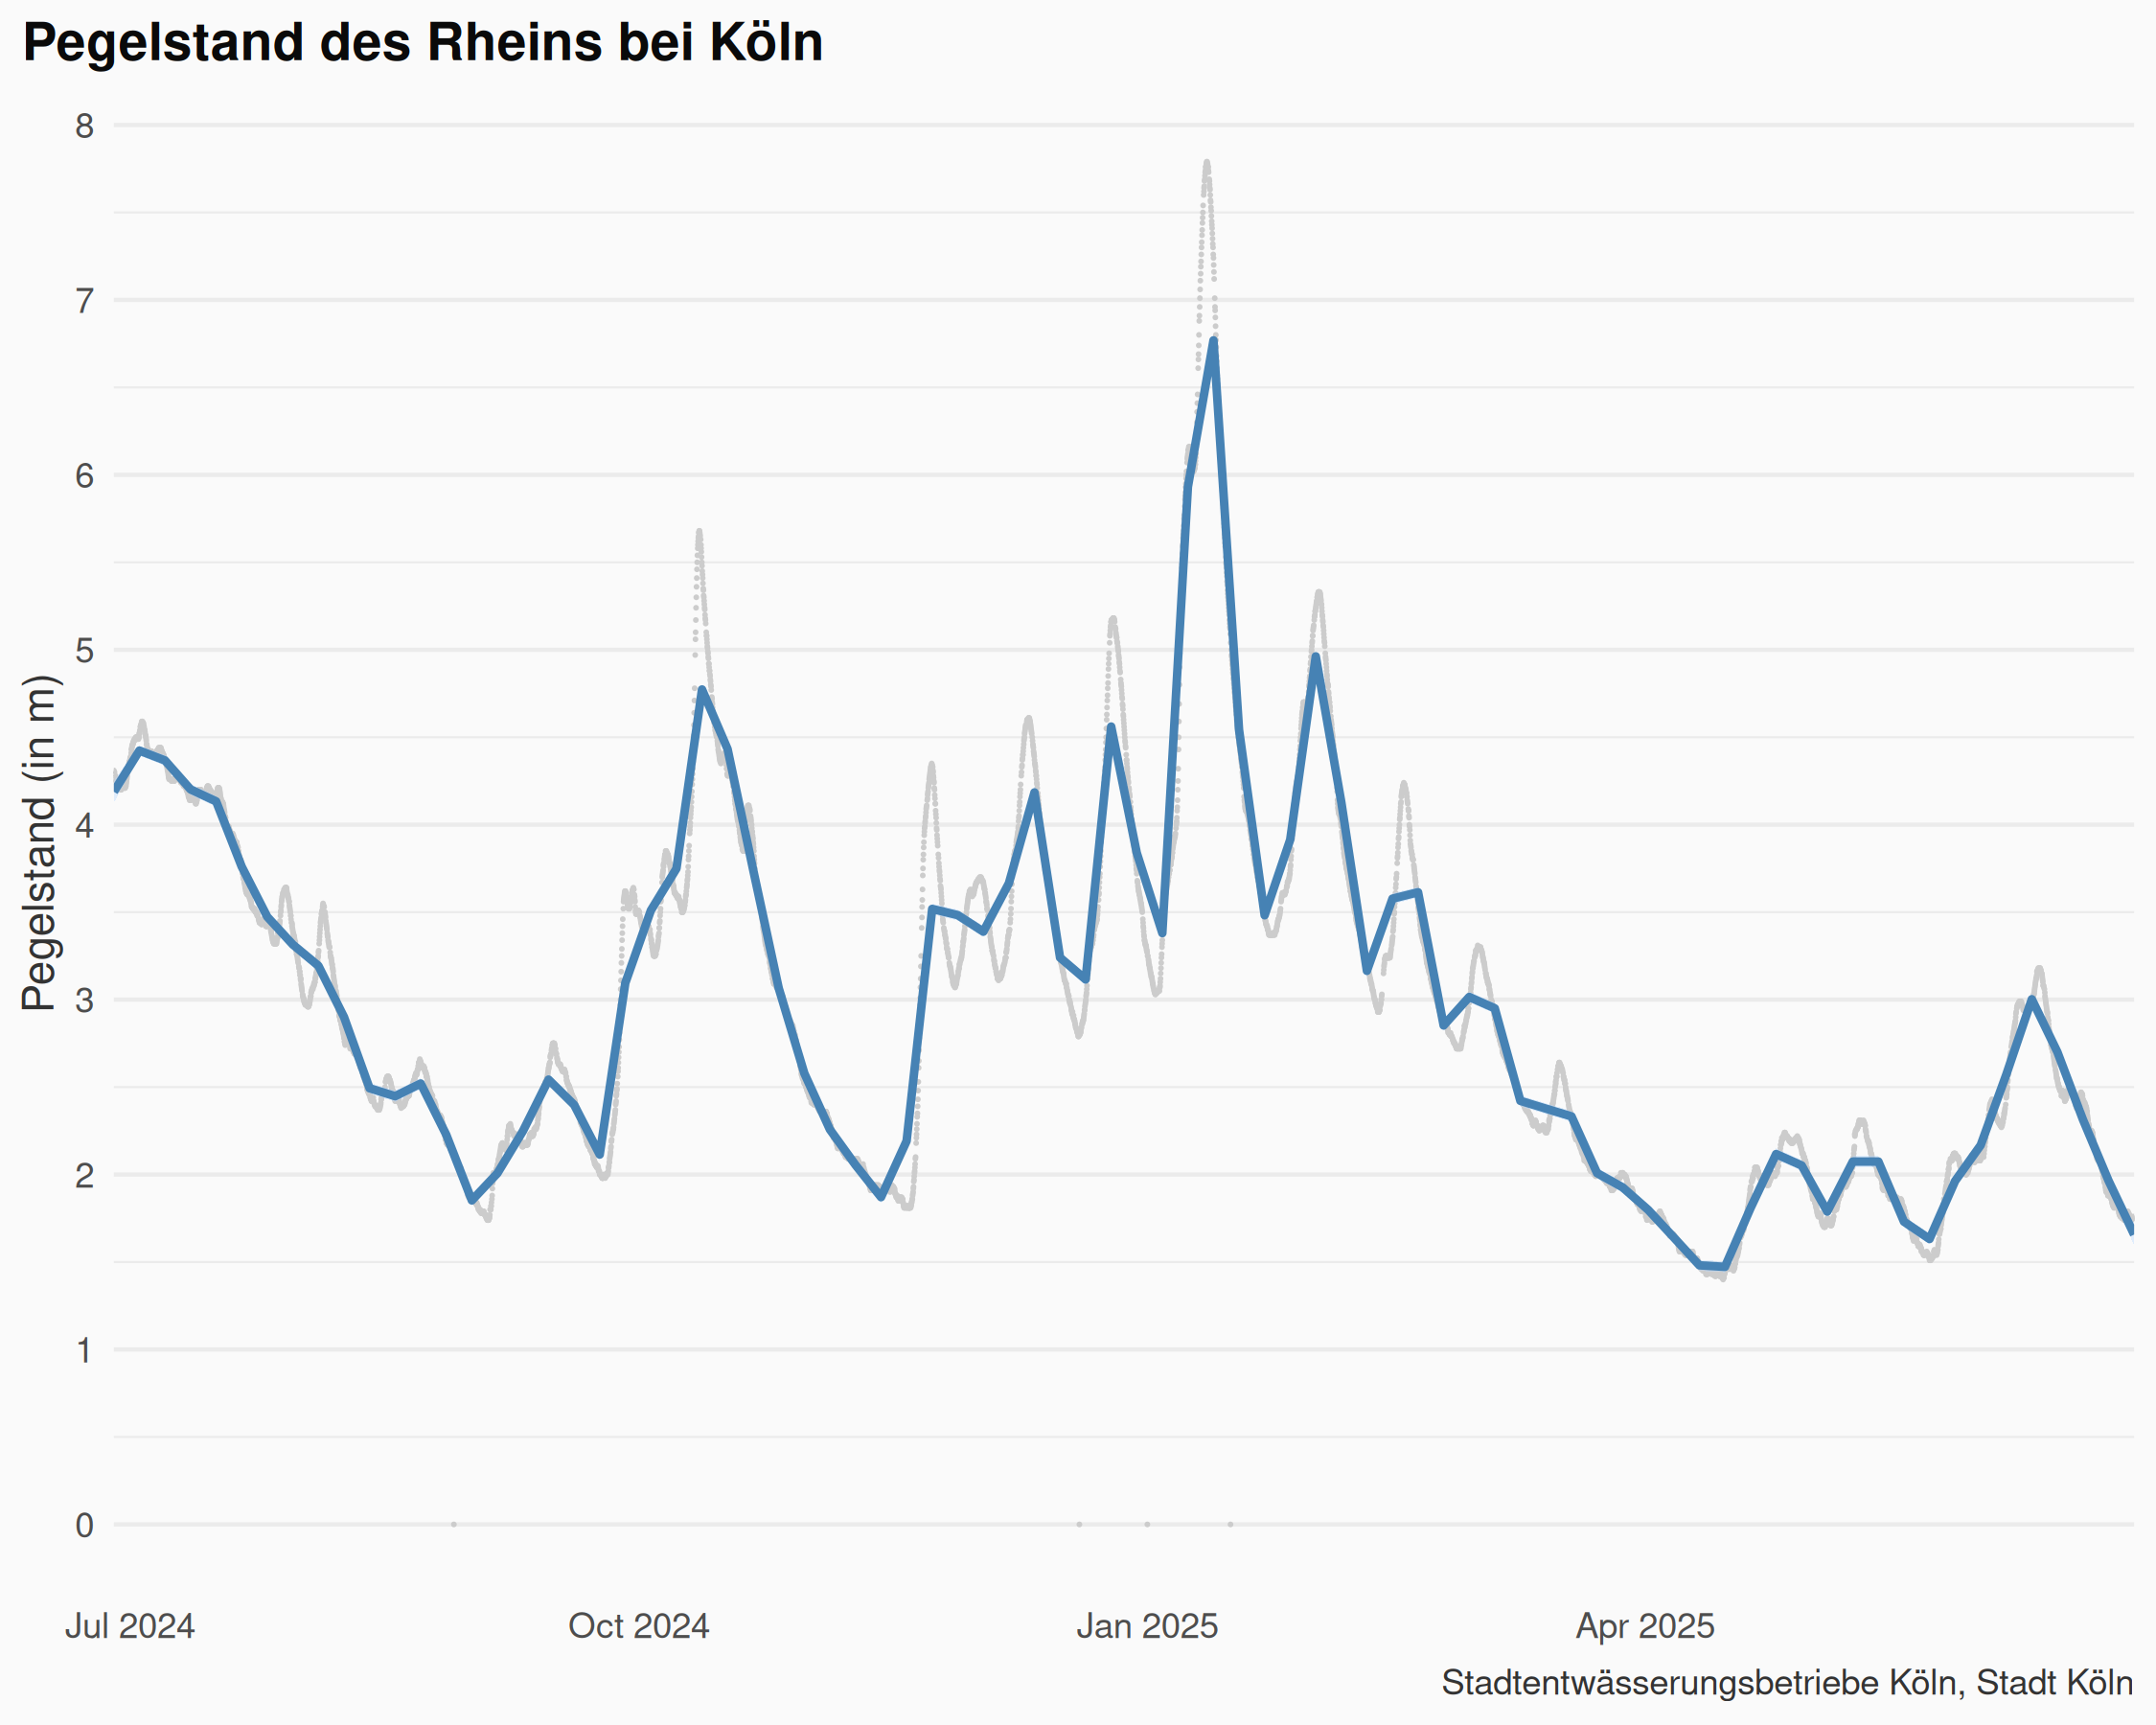 Pegelstand des Rheins bei Köln
8
7
6
5
4
3
2
1
0
Pegelstand (in m)
Jul 2024
Oct 2024
Jan 2025
Apr 2025
Stadtentwässerungsbetriebe Köln, Stadt Köln